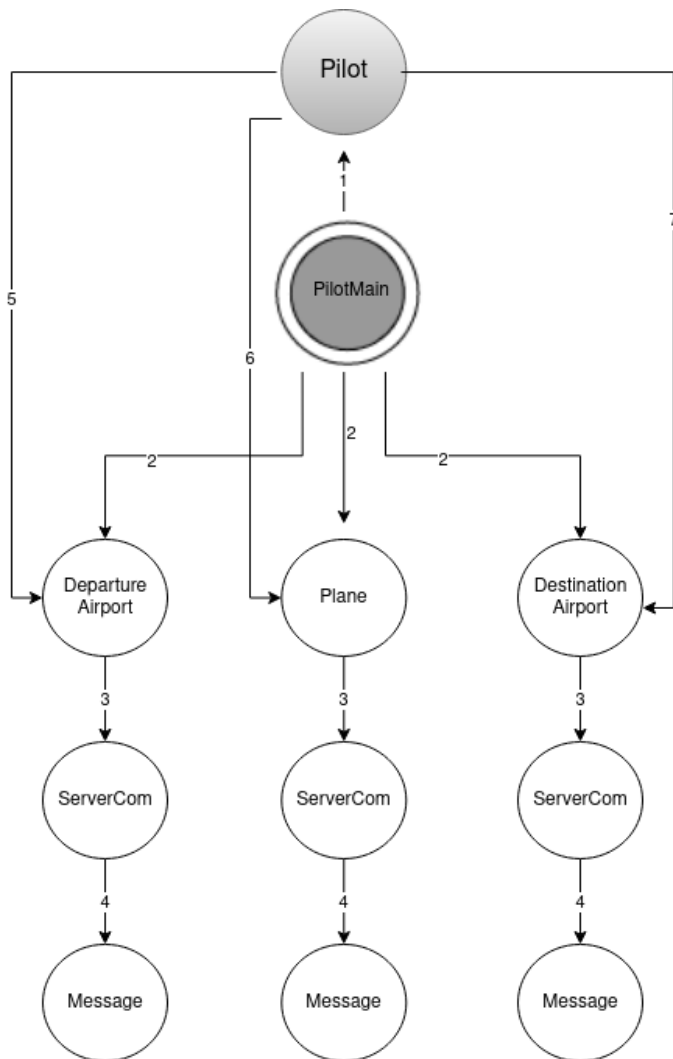 Pilot
1
7
PilotMain
5
6
2
2
2
Departure
Airport
Plane
Destination
Airport
3
3
3
ServerCom
ServerCom
ServerCom
4
4
4
Message
Message
Message